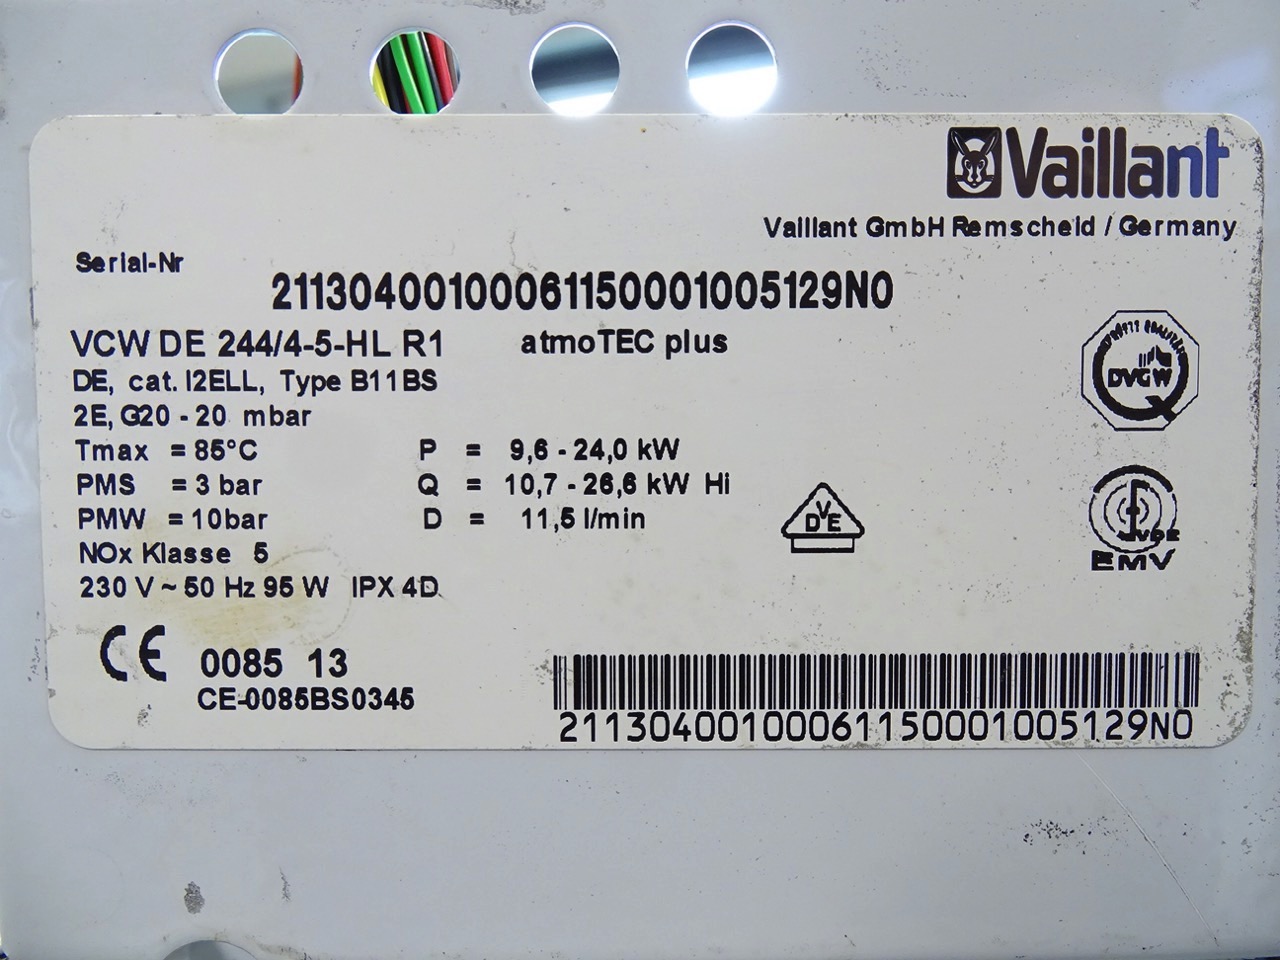 Vaillant
Vaillant GmbH Remscheid / Germany
Serial-Nr
21130400100061150001005129N0
VCW DE 244/4-5-HL R1 atmoTEC plus
DE, cat. I2ELL, Type B11BS
2E, G20 - 20 mbar
Tmax = 85°C P = 9,6 - 24,0 kW
PMS = 3 bar Q = 10,7 - 26,6 kW Hi
PMW = 10bar D = 11,5 l/min
NOx Klasse 5
230 V ~ 50 Hz 95 W IPX 4D
DVGW
DVE
VDE
EMV
CE 0085 13
CE-0085BS0345
21130400100061150001005129N0